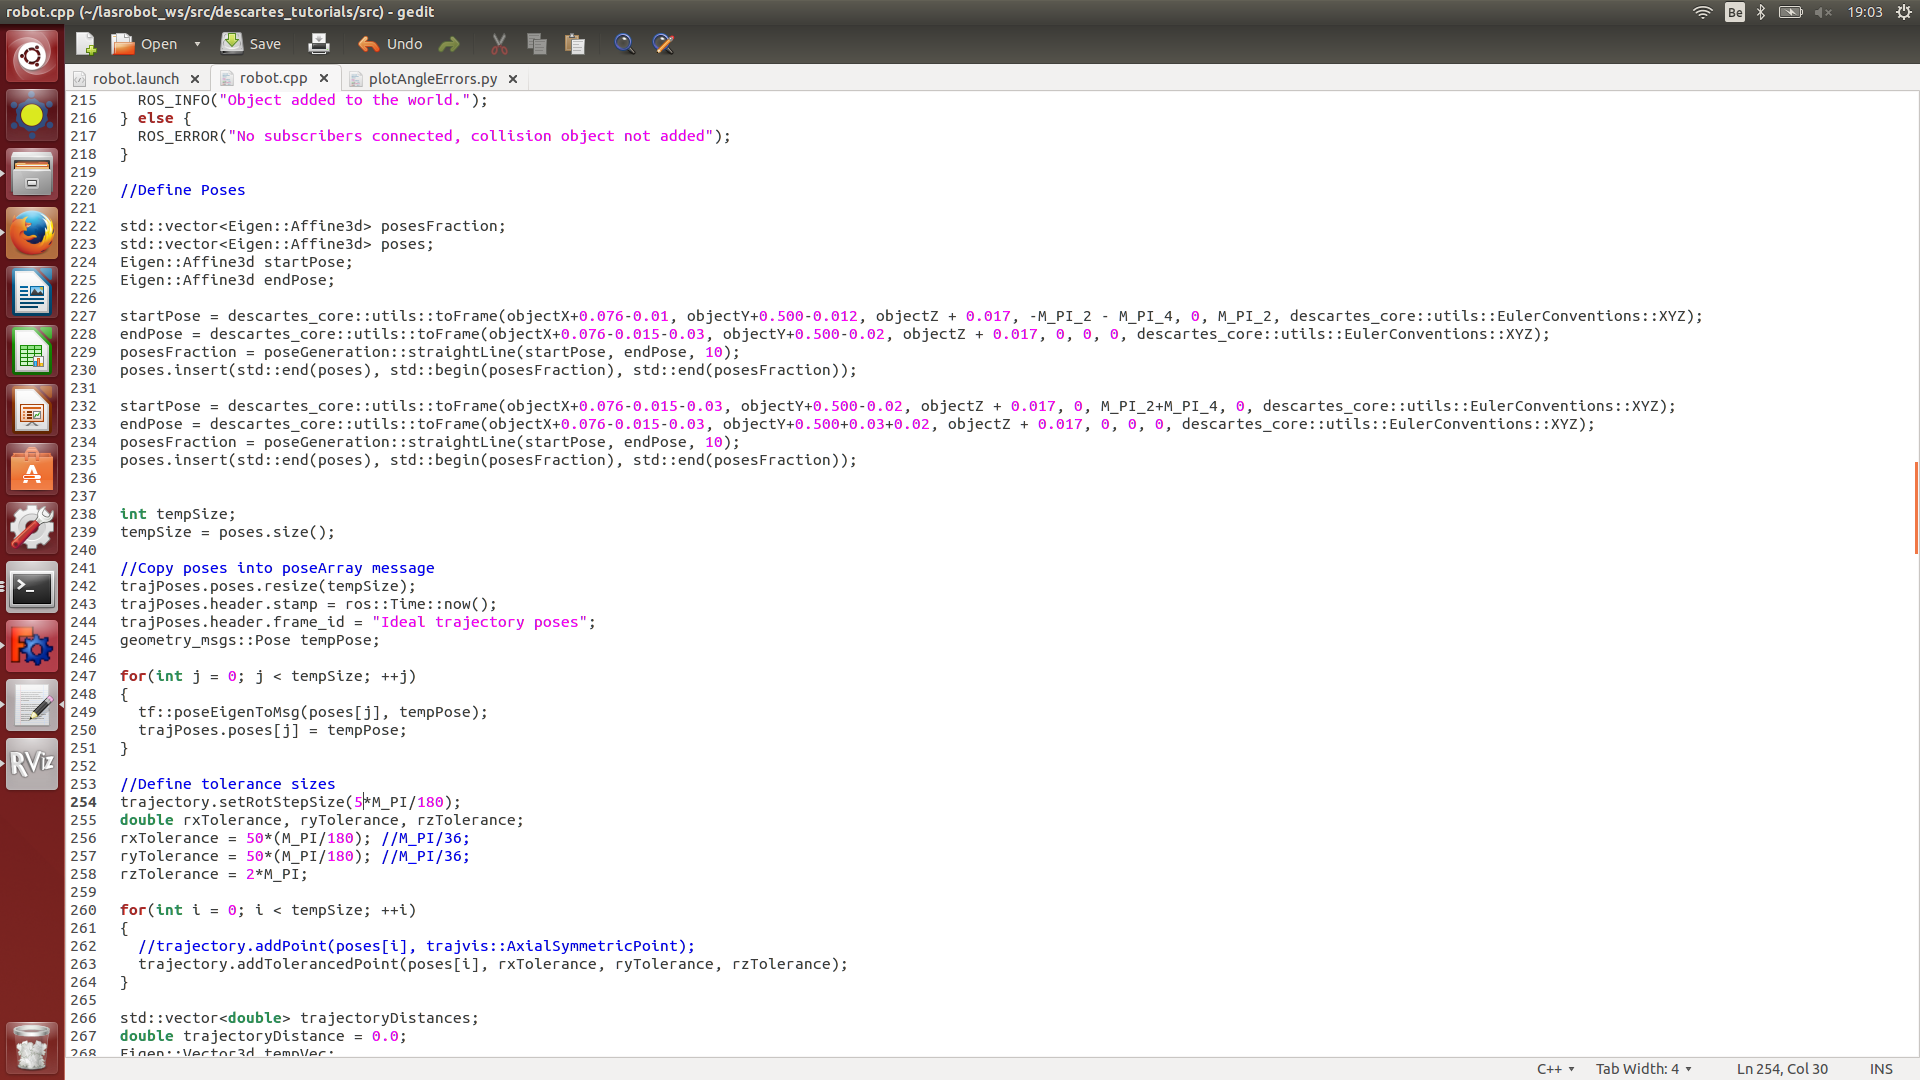 robot.cpp (~/lasrobot_ws/src/descartes_tutorials/src) - gedit
Be 19:03
Open Save Undo
robot.launch × robot.cpp × plotAngleErrors.py ×
215 ROS_INFO("Object added to the world.");
216 } else {
217 ROS_ERROR("No subscribers connected, collision object not added");
218 }
219
220 //Define Poses
221
222 std::vector<Eigen::Affine3d> posesFraction;
223 std::vector<Eigen::Affine3d> poses;
224 Eigen::Affine3d startPose;
225 Eigen::Affine3d endPose;
226
227 startPose = descartes_core::utils::toFrame(objectX+0.076-0.01, objectY+0.500-0.012, objectZ + 0.017, -M_PI_2 - M_PI_4, 0, M_PI_2, descartes_core::utils::EulerConventions::XYZ);
228 endPose = descartes_core::utils::toFrame(objectX+0.076-0.015-0.03, objectY+0.500-0.02, objectZ + 0.017, 0, 0, 0, descartes_core::utils::EulerConventions::XYZ);
229 posesFraction = poseGeneration::straightLine(startPose, endPose, 10);
230 poses.insert(std::end(poses), std::begin(posesFraction), std::end(posesFraction));
231
232 startPose = descartes_core::utils::toFrame(objectX+0.076-0.015-0.03, objectY+0.500-0.02, objectZ + 0.017, 0, M_PI_2+M_PI_4, 0, descartes_core::utils::EulerConventions::XYZ);
233 endPose = descartes_core::utils::toFrame(objectX+0.076-0.015-0.03, objectY+0.500+0.03+0.02, objectZ + 0.017, 0, 0, 0, descartes_core::utils::EulerConventions::XYZ);
234 posesFraction = poseGeneration::straightLine(startPose, endPose, 10);
235 poses.insert(std::end(poses), std::begin(posesFraction), std::end(posesFraction));
236
237
238 int tempSize;
239 tempSize = poses.size();
240
241 //Copy poses into poseArray message
242 trajPoses.poses.resize(tempSize);
243 trajPoses.header.stamp = ros::Time::now();
244 trajPoses.header.frame_id = "Ideal trajectory poses";
245 geometry_msgs::Pose tempPose;
246
247 for(int j = 0; j < tempSize; ++j)
248 {
249 tf::poseEigenToMsg(poses[j], tempPose);
250 trajPoses.poses[j] = tempPose;
251 }
252
253 //Define tolerance sizes
254 trajectory.setRotStepSize(5*M_PI/180);
255 double rxTolerance, ryTolerance, rzTolerance;
256 rxTolerance = 50*(M_PI/180); //M_PI/36;
257 ryTolerance = 50*(M_PI/180); //M_PI/36;
258 rzTolerance = 2*M_PI;
259
260 for(int i = 0; i < tempSize; ++i)
261 {
262 //trajectory.addPoint(poses[i], trajvis::AxialSymmetricPoint);
263 trajectory.addTolerancedPoint(poses[i], rxTolerance, ryTolerance, rzTolerance);
264 }
265
266 std::vector<double> trajectoryDistances;
267 double trajectoryDistance = 0.0;
268 Eigen::Vector3d tempVec;
RViz
C++ Tab Width: 4 Ln 254, Col 30 INS